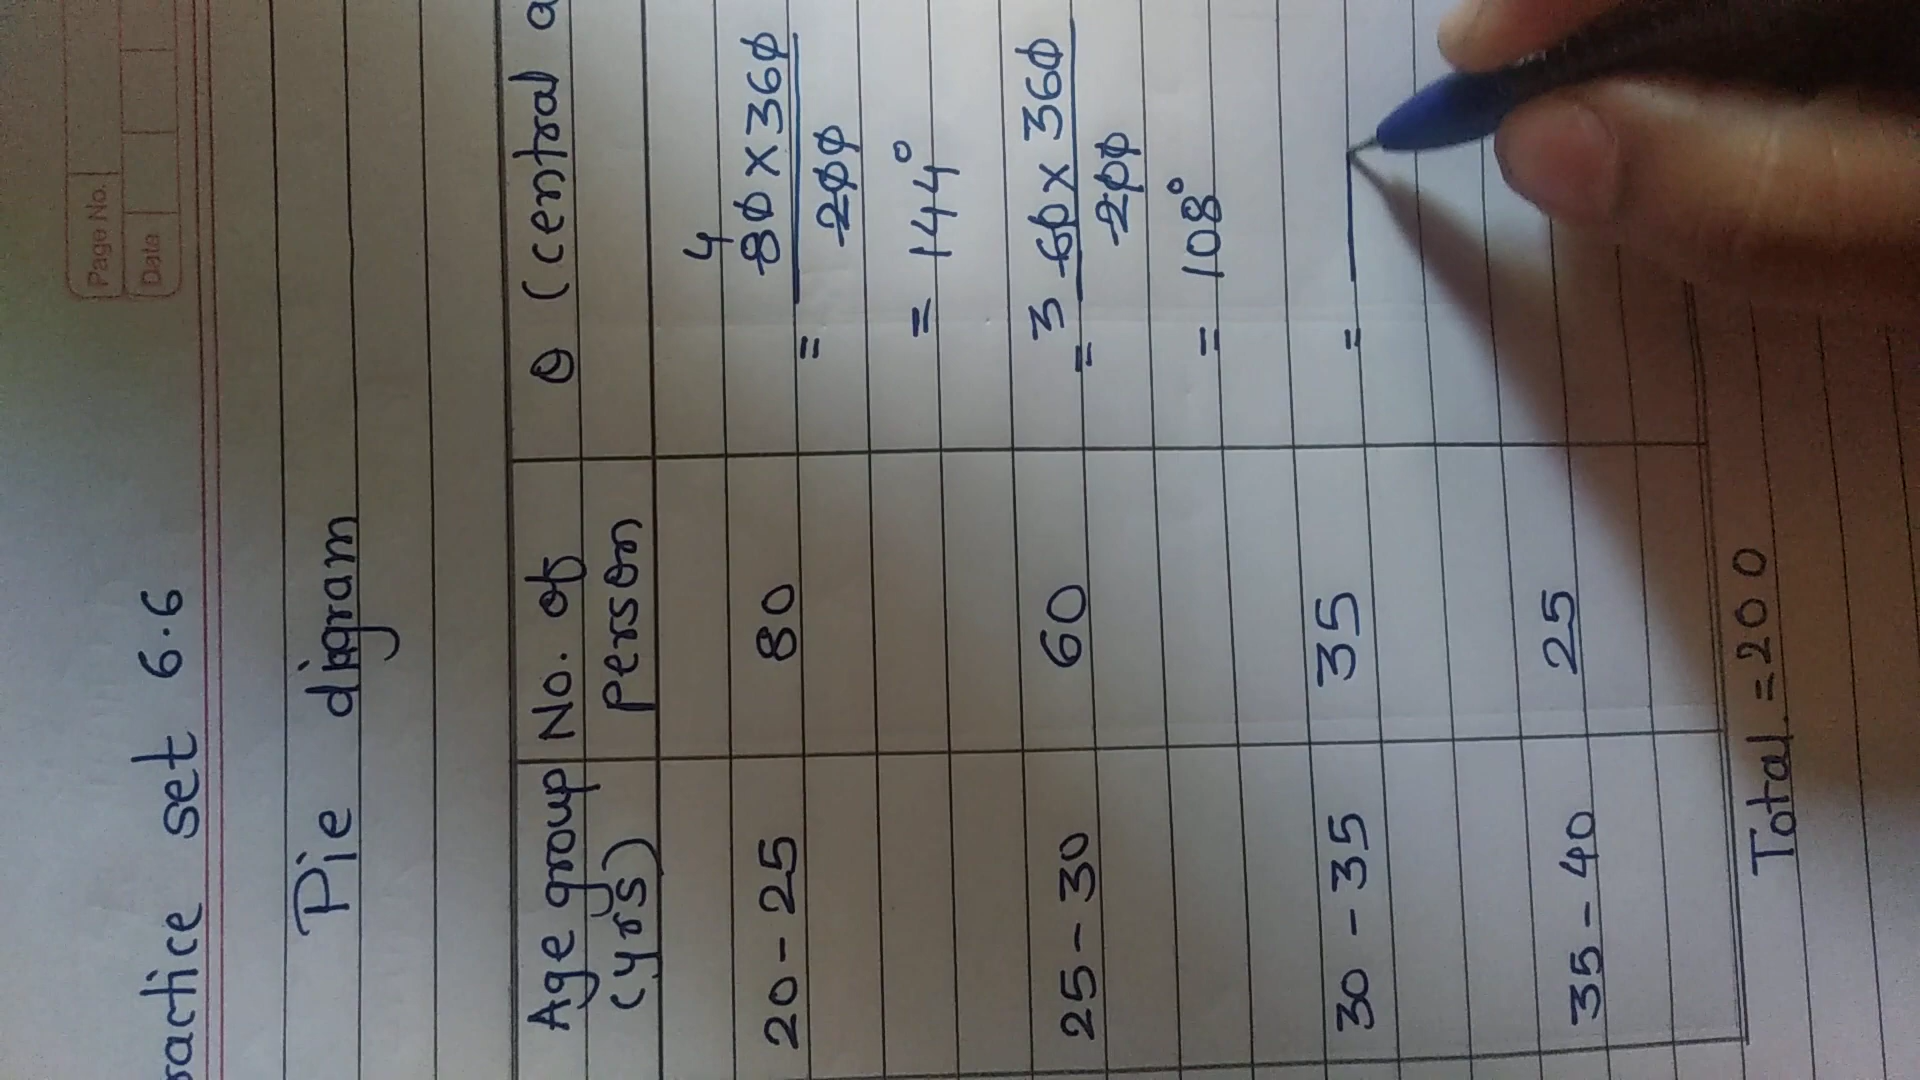 Page No.
Data
ractice set 6.6
Pie diagram
Age group (yrs) No. of person θ (central a
20-25 80 = 80 x 360 / 200
4
= 144°
25-30 60 = 60 x 360 / 200
3
= 108°
30-35 35 =
35-40 25
Total = 200